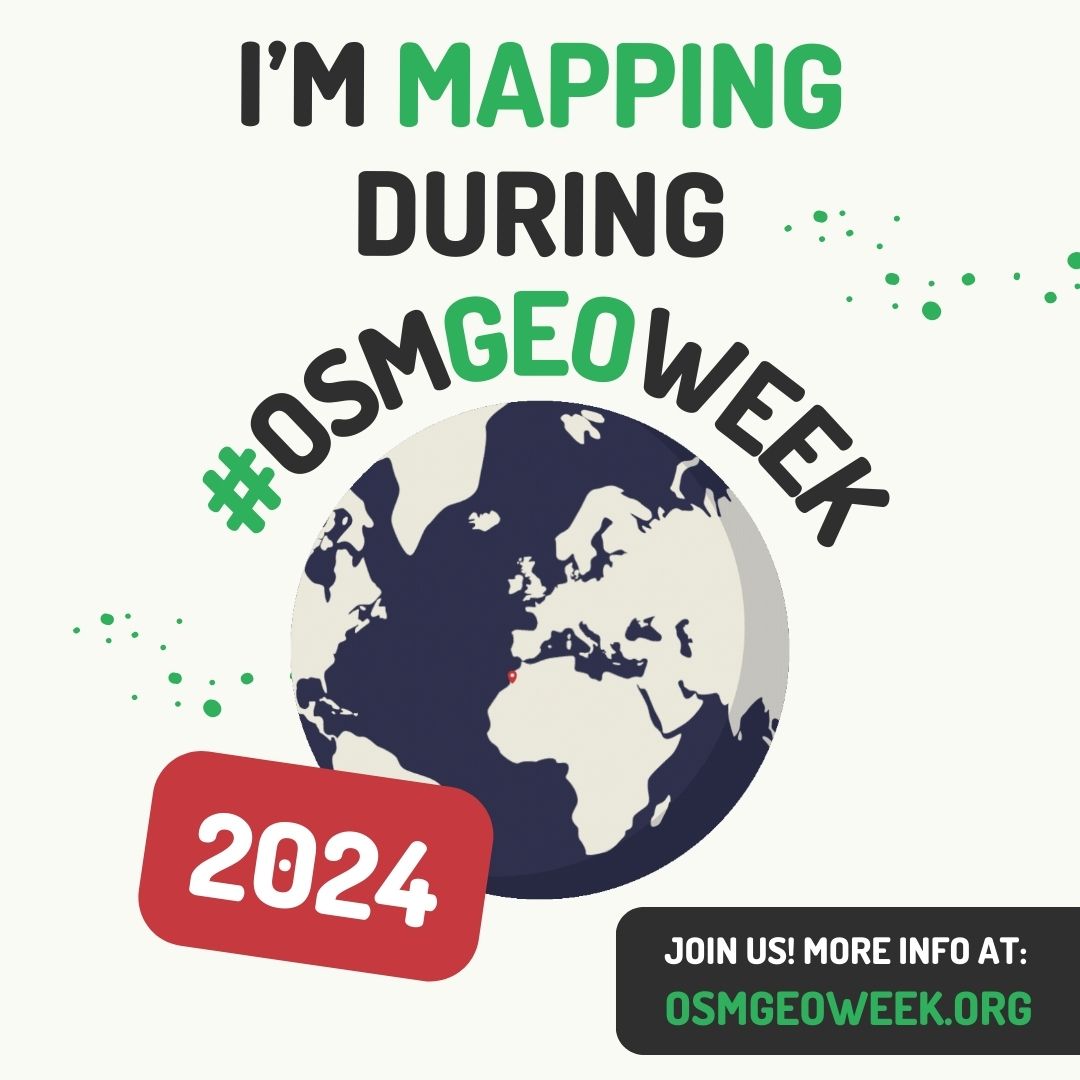 I'M MAPPING
DURING
#OSMGEOWEEK
2024
JOIN US! MORE INFO AT:
OSMGEOWEEK.ORG